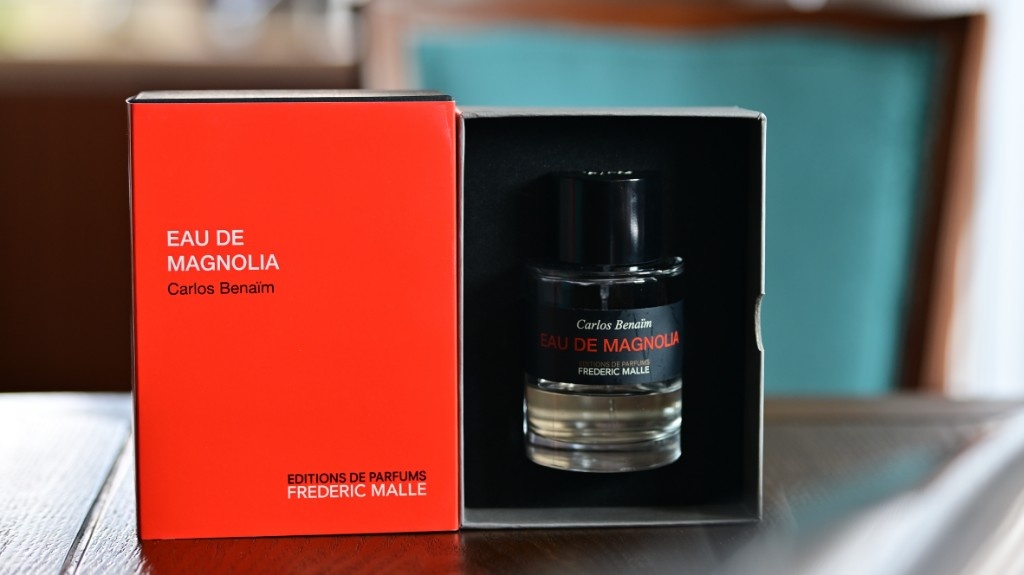 EAU DE
MAGNOLIA
Carlos Benaïm
EDITIONS DE PARFUMS
FREDERIC MALLE
Carlos Benaïm
EAU DE MAGNOLIA
EDITIONS DE PARFUMS
FREDERIC MALLE